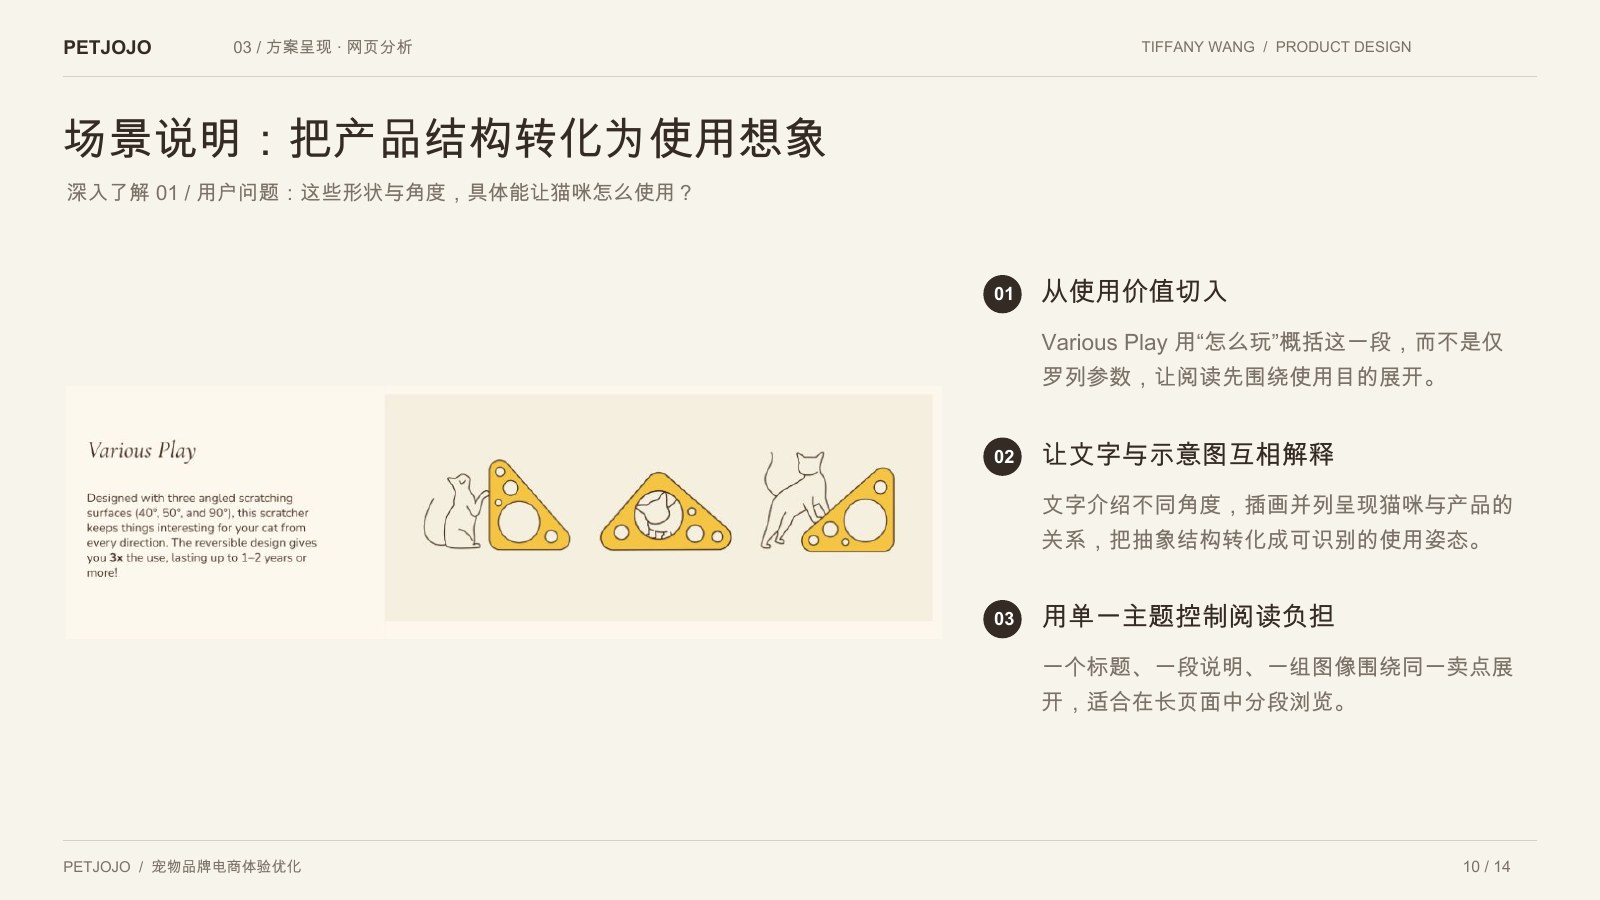 PETJOJO
03 / 方案呈现 · 网页分析
TIFFANY WANG / PRODUCT DESIGN
场景说明：把产品结构转化为使用想象
深入了解 01 / 用户问题：这些形状与角度，具体能让猫咪怎么使用？
Various Play
Designed with three angled scratching
surfaces (40°, 50°, and 90°), this scratcher
keeps things interesting for your cat from
every direction. The reversible design gives
you 3x the use, lasting up to 1–2 years or
more!
01
从使用价值切入
Various Play 用“怎么玩”概括这一段，而不是仅
罗列参数，让阅读先围绕使用目的展开。
02
让文字与示意图互相解释
文字介绍不同角度，插画并列呈现猫咪与产品的
关系，把抽象结构转化成可识别的使用姿态。
03
用单一主题控制阅读负担
一个标题、一段说明、一组图像围绕同一卖点展
开，适合在长页面中分段浏览。
PETJOJO / 宠物品牌电商体验优化
10 / 14